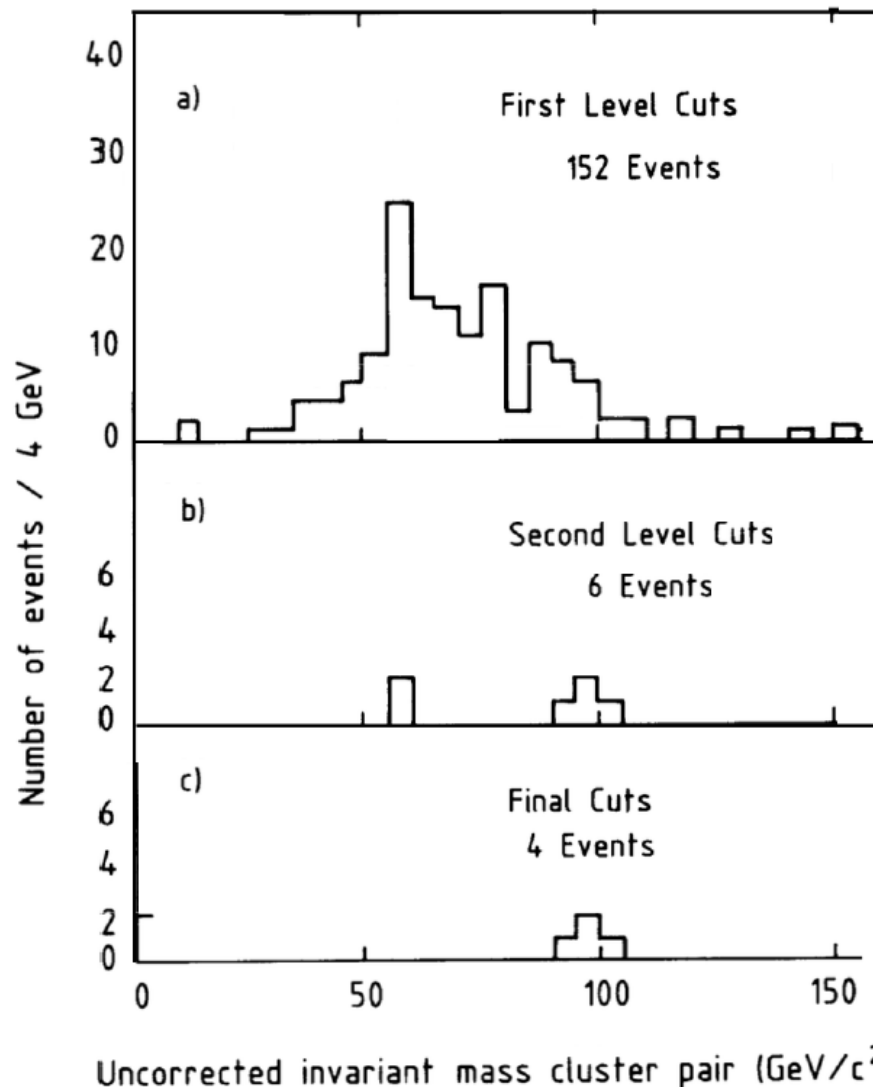 Number of events / 4 GeV
40
30
20
10
0
a)
First Level Cuts
152 Events
6
4
2
0
b)
Second Level Cuts
6 Events
6
4
2
0
c)
Final Cuts
4 Events
0 50 100 150
Uncorrected invariant mass cluster pair (GeV/c²